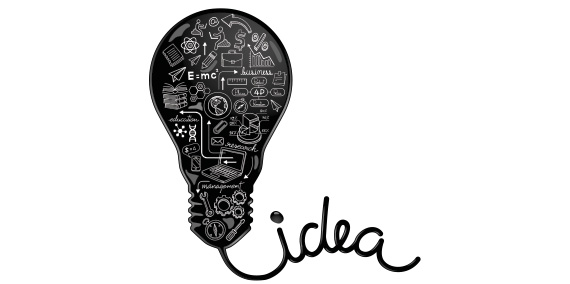 $
%
E=mc²
business
4P
education
research
management
idea